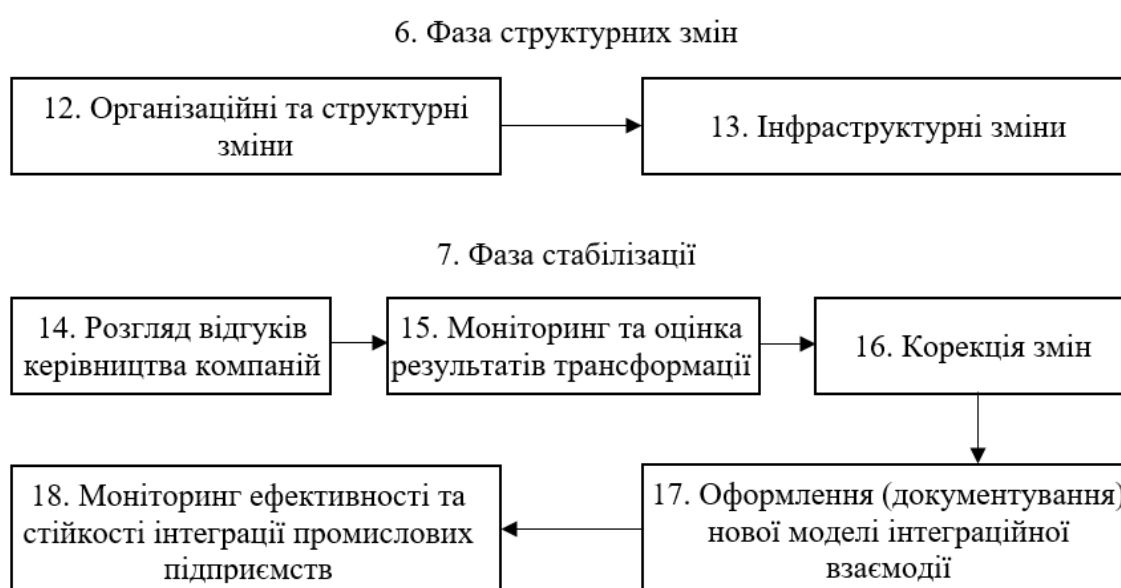 6. Фаза структурних змін
12. Організаційні та структурні
зміни
13. Інфраструктурні зміни
7. Фаза стабілізації
14. Розгляд відгуків
керівництва компаній
15. Моніторинг та оцінка
результатів трансформації
16. Корекція змін
17. Оформлення (документування)
нової моделі інтеграційної
взаємодії
18. Моніторинг ефективності та
стійкості інтеграції промислових
підприємств